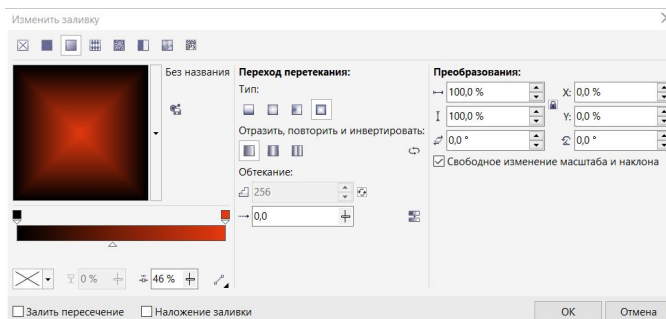 Изменить заливку
Без названия
Переход перетекания:
Тип:
Отразить, повторить и инвертировать:
Обтекание:
256
0,0
Преобразования:
100,0 % X: 0,0 %
100,0 % Y: 0,0 %
0,0 ° 0,0 °
Свободное изменение масштаба и наклона
0 % 46 %
Залить пересечение Наложение заливки
ОК Отмена